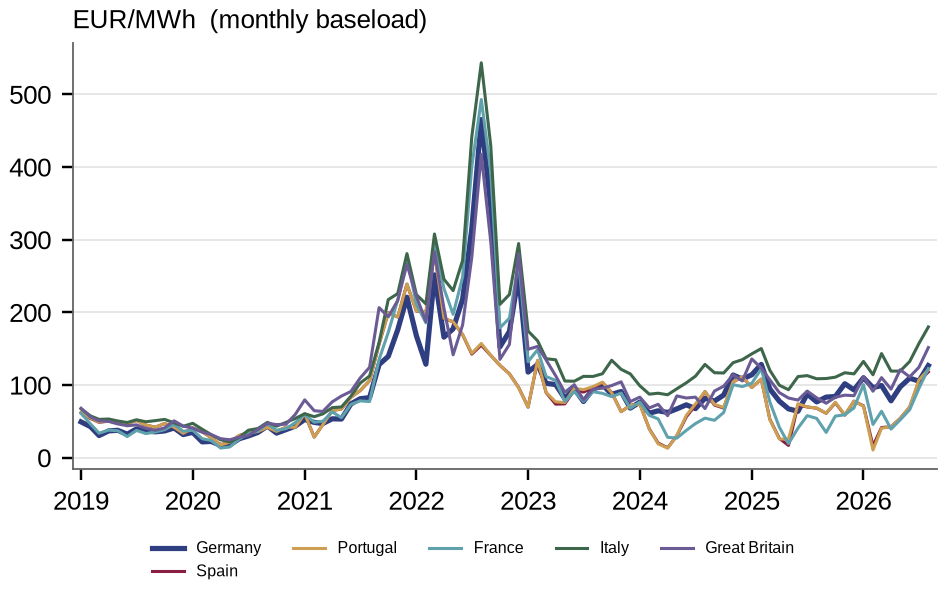 EUR/MWh (monthly baseload)
500
400
300
200
100
0
2019 2020 2021 2022 2023 2024 2025 2026
Germany Portugal France Italy Great Britain
Spain